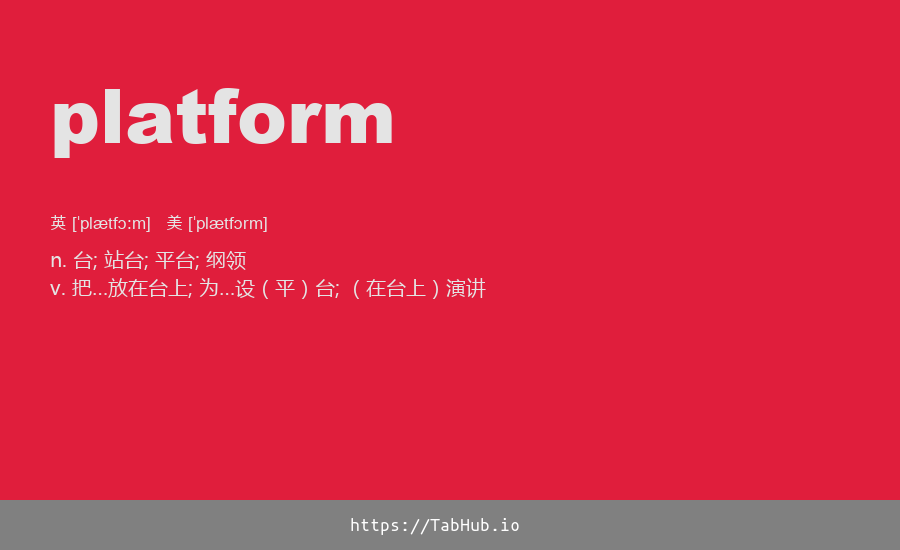 platform
英 [ˈplætfɔːm] 美 [ˈplætfɔrm]
n. 台; 站台; 平台; 纲领
v. 把...放在台上; 为...设（平）台; （在台上）演讲
https://TabHub.io